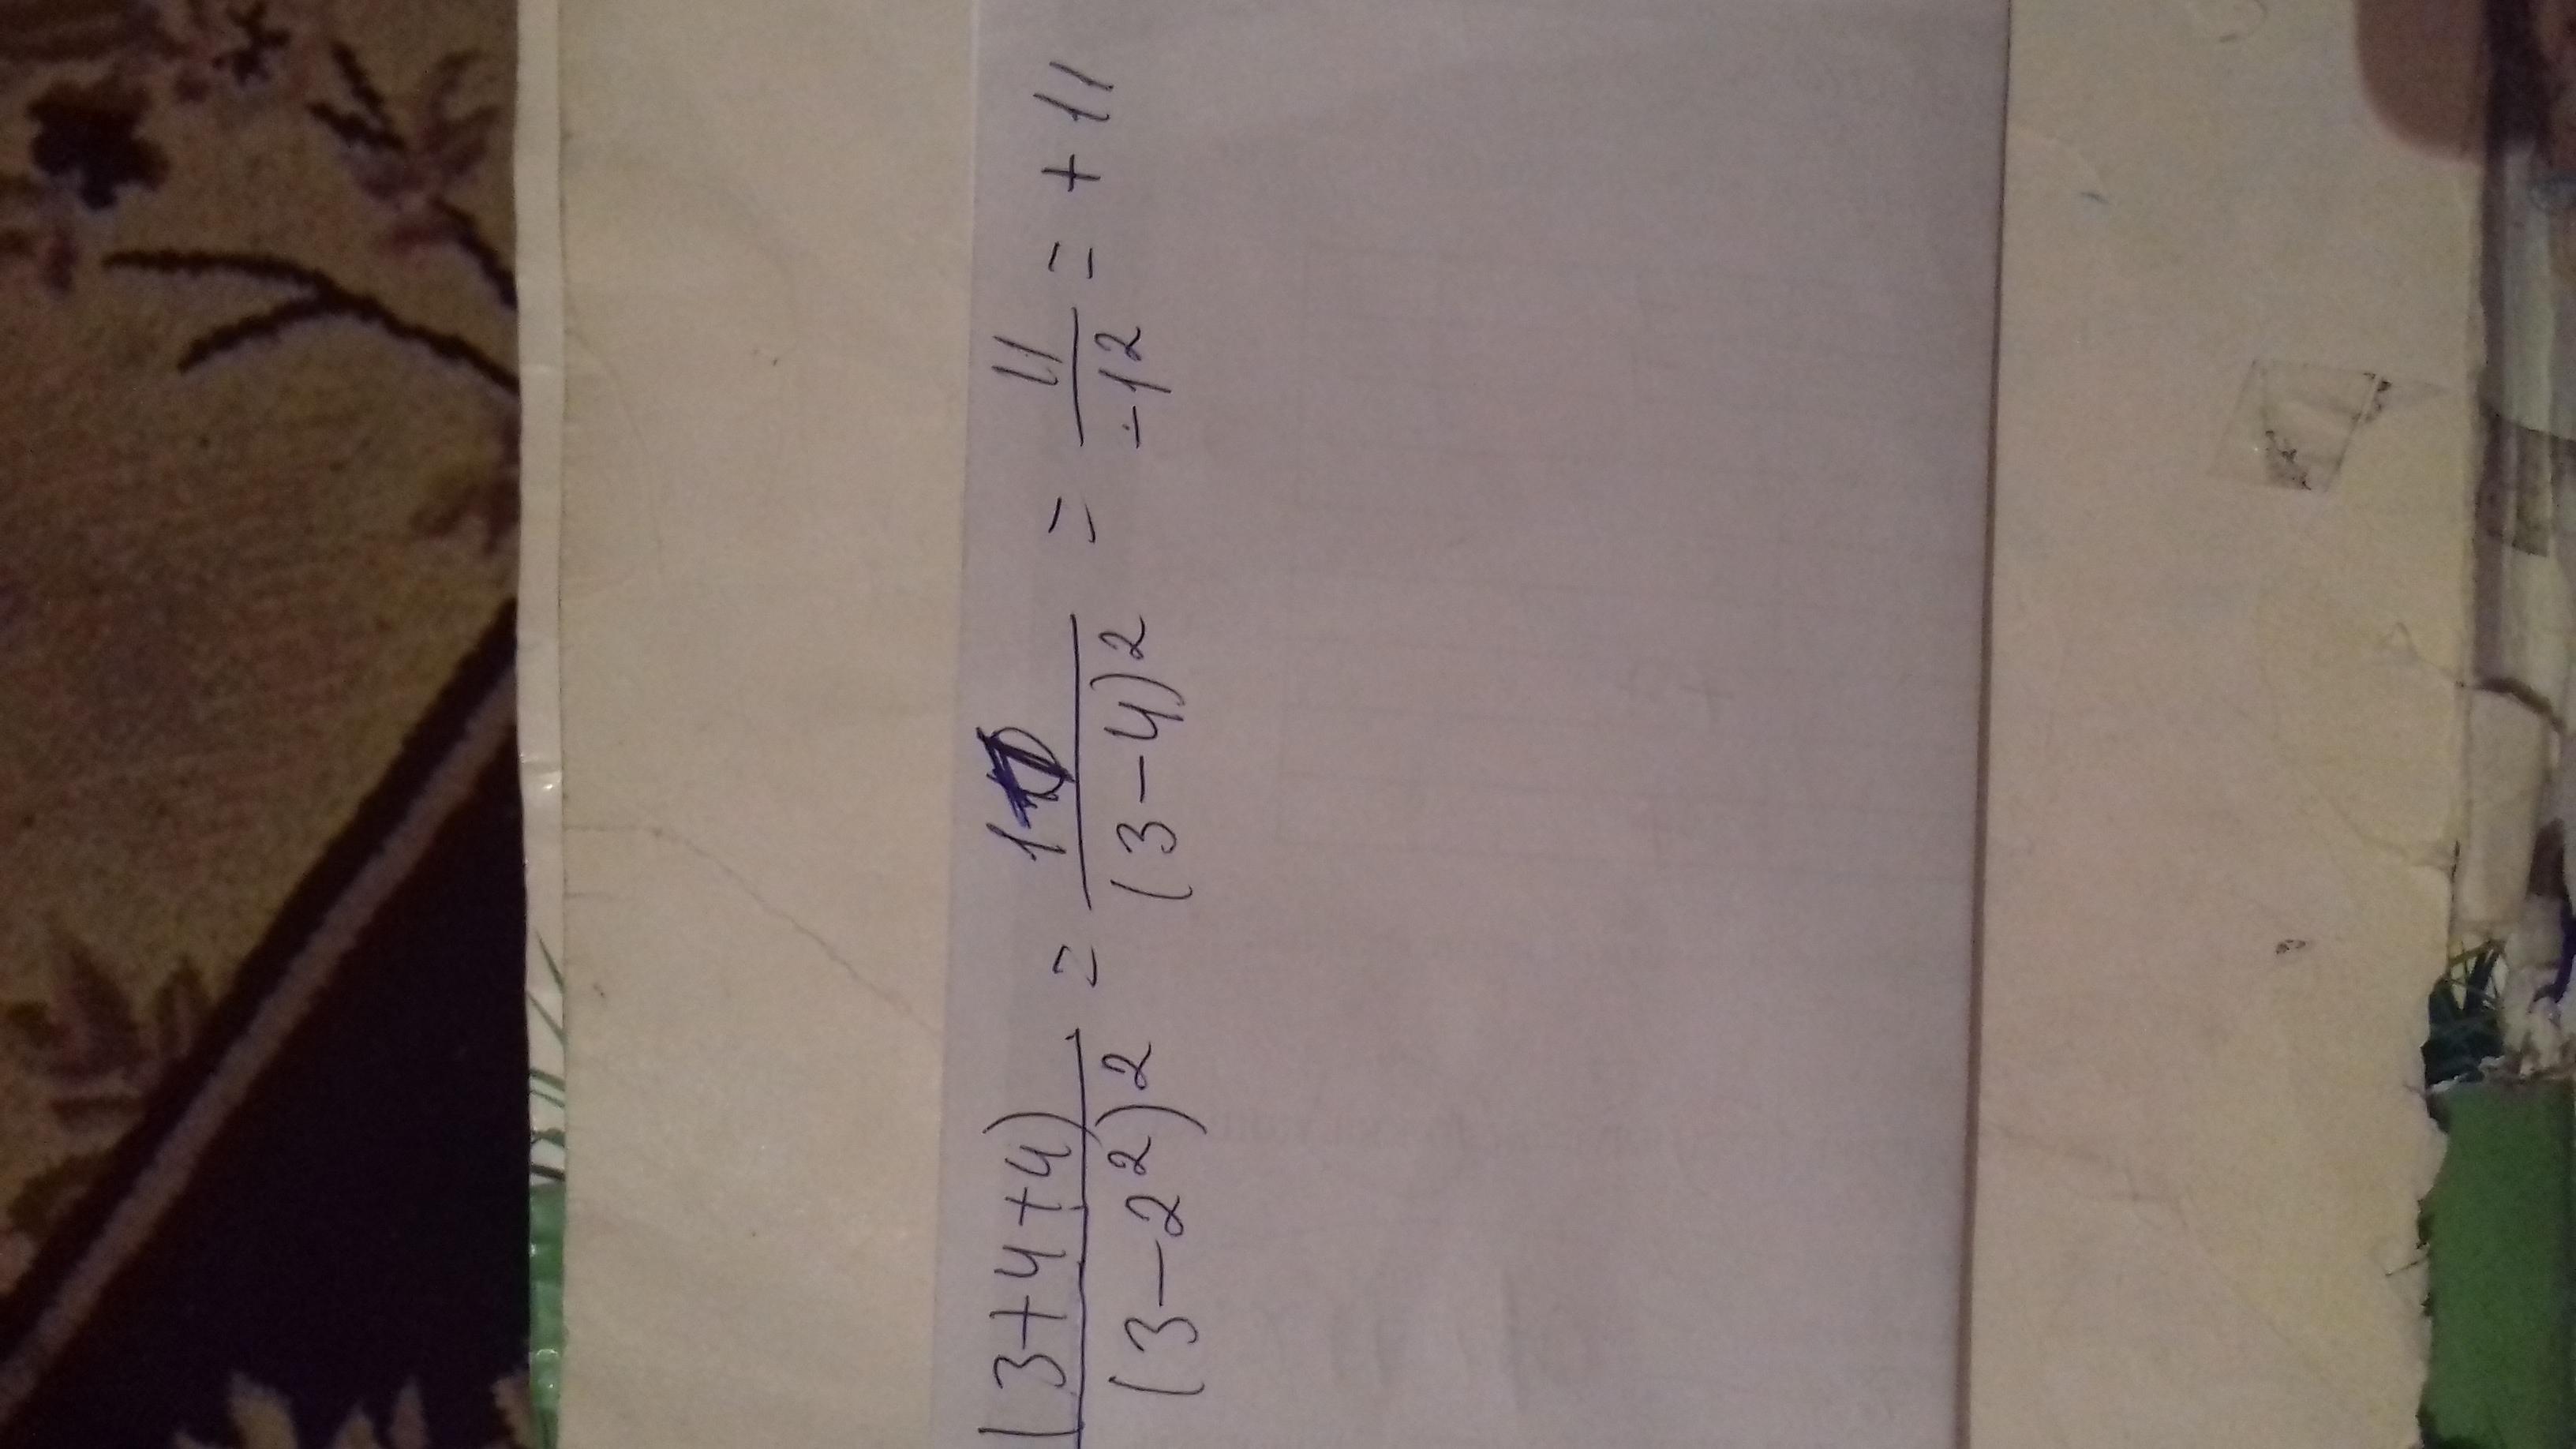 (3+4+4)/(3-2²)2 = 11/(3-4)2 = 11/-12 = +11